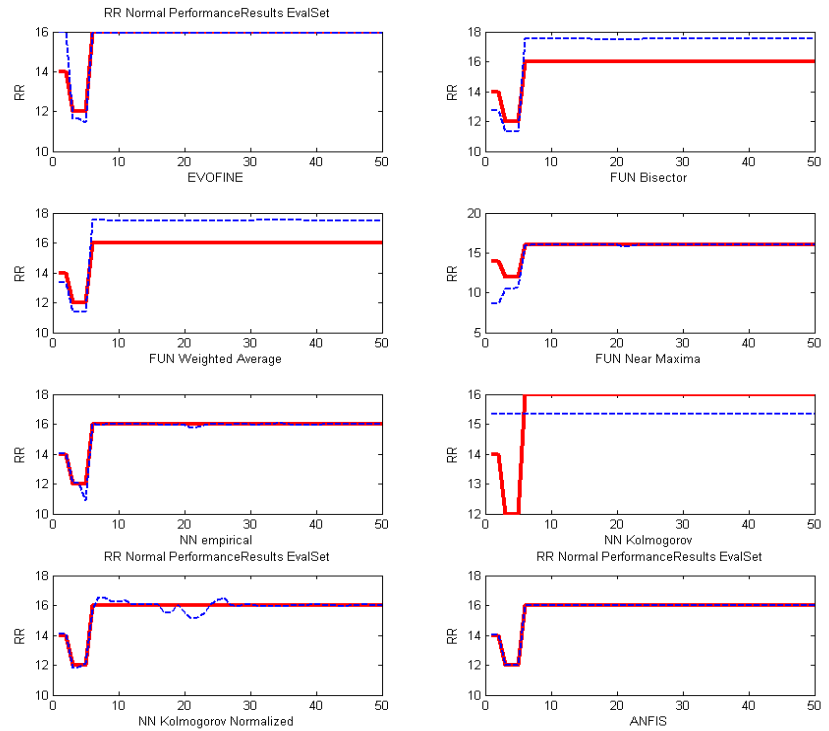 RR Normal PerformanceResults EvalSet
16
14
12
10
RR
0 10 20 30 40 50
EVOFINE
18
16
14
12
10
RR
0 10 20 30 40 50
FUN Bisector
18
16
14
12
10
RR
0 10 20 30 40 50
FUN Weighted Average
20
15
10
5
RR
0 10 20 30 40 50
FUN Near Maxima
18
16
14
12
10
RR
0 10 20 30 40 50
NN empirical
16
15
14
13
12
RR
0 10 20 30 40 50
NN Kolmogorov
RR Normal PerformanceResults EvalSet
18
16
14
12
10
RR
0 10 20 30 40 50
NN Kolmogorov Normalized
RR Normal PerformanceResults EvalSet
18
16
14
12
10
RR
0 10 20 30 40 50
ANFIS